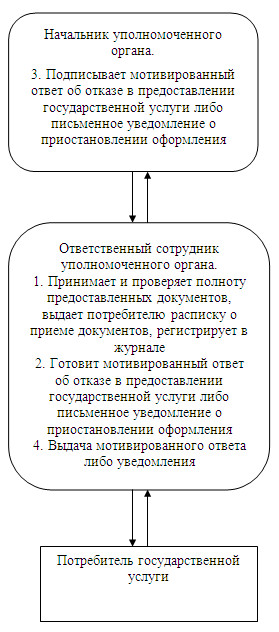 Начальник уполномоченного
органа.
3. Подписывает мотивированный
ответ об отказе в предоставлении
государственной услуги либо
письменное уведомление о
приостановлении оформления
Ответственный сотрудник
уполномоченного органа.
1. Принимает и проверяет полноту
предоставленных документов,
выдает потребителю расписку о
приеме документов, регистрирует в
журнале
2. Готовит мотивированный ответ
об отказе в предоставлении
государственной услуги либо
письменное уведомление о
приостановлении оформления
4. Выдача мотивированного ответа
либо уведомления
Потребитель государственной
услуги